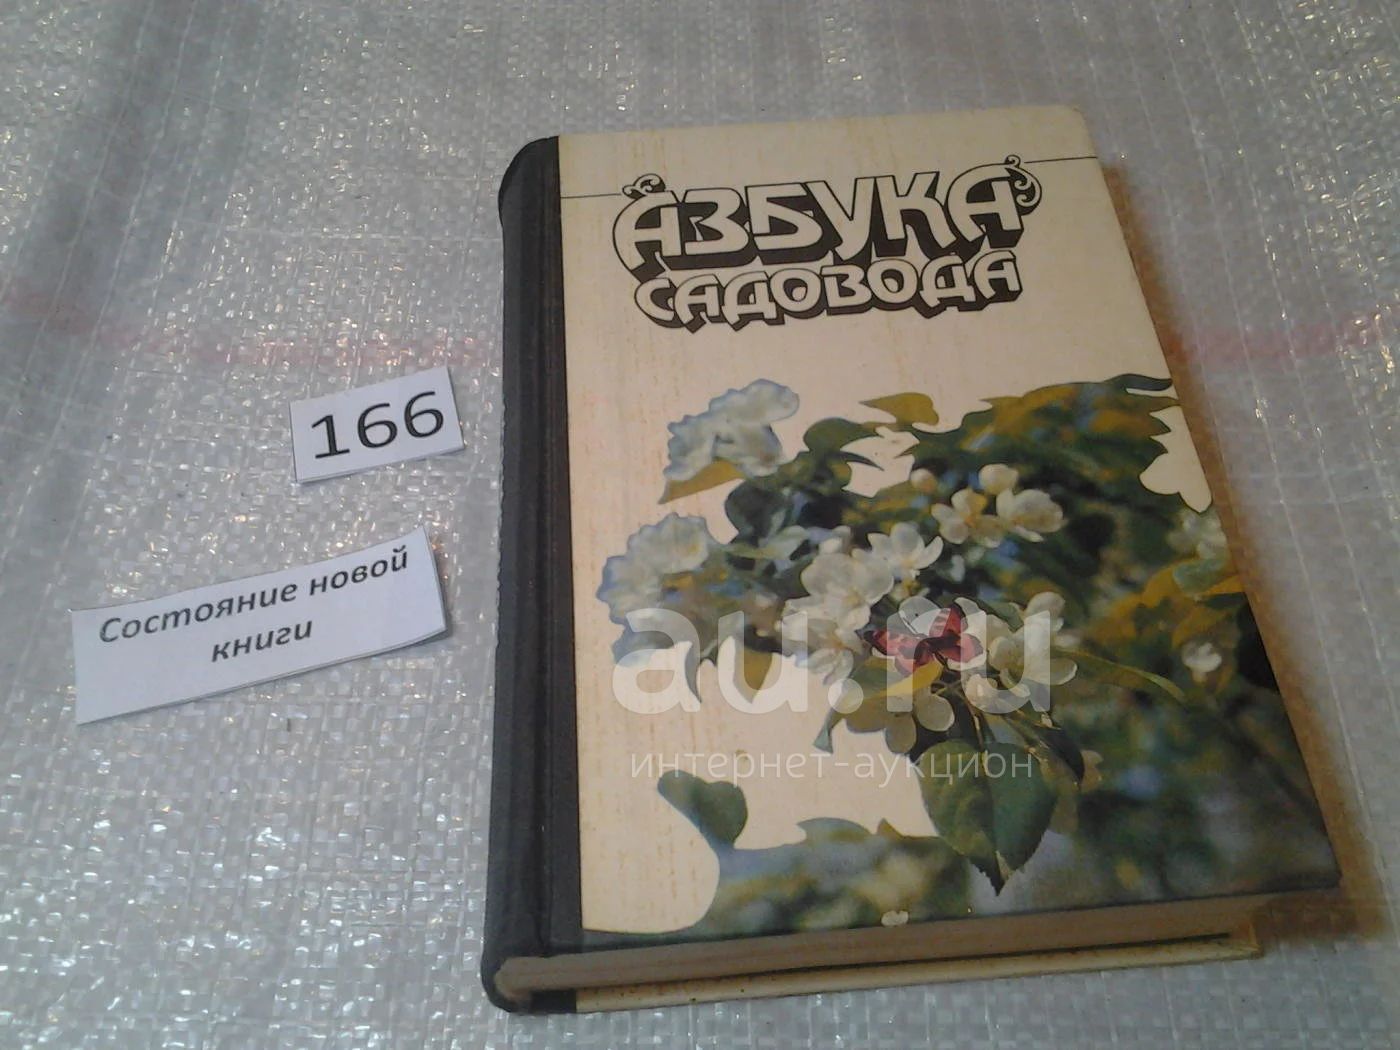 АЗБУКА
САДОВОДА
166
Состояние новой
книги
au.ru
интернет-аукцион